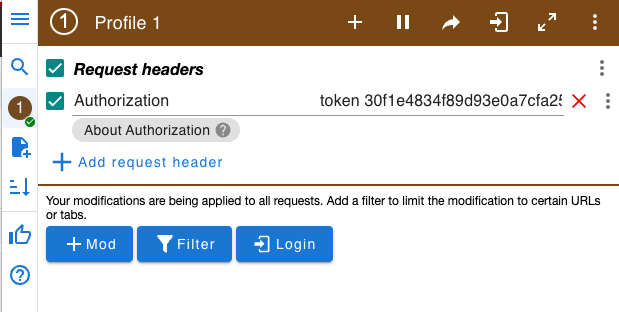 1 Profile 1
Request headers
1
Authorization token 30f1e4834f89d93e0a7cfa25
About Authorization ?
+ Add request header
Your modifications are being applied to all requests. Add a filter to limit the modification to certain URLs
or tabs.
+ Mod Filter Login